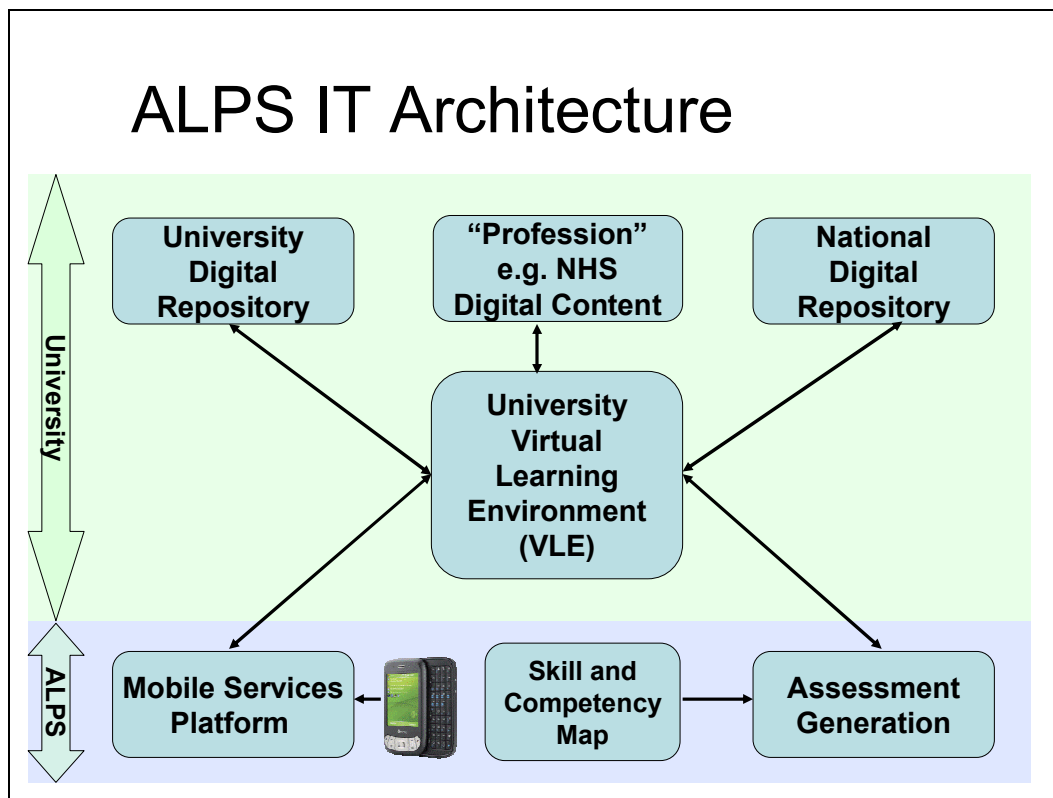 ALPS IT Architecture
University
University
Digital
Repository
“Profession”
e.g. NHS
Digital Content
National
Digital
Repository
University
Virtual
Learning
Environment
(VLE)
ALPS
Mobile Services
Platform
Skill and
Competency
Map
Assessment
Generation